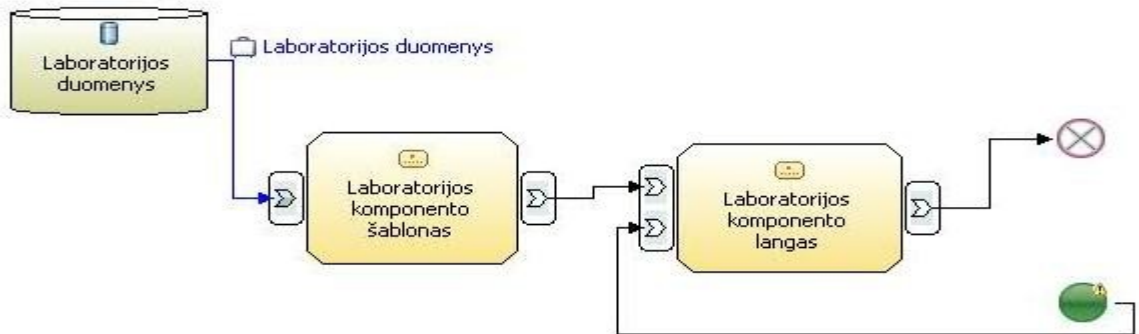 Laboratorijos
duomenys
Laboratorijos duomenys
Laboratorijos
komponento
šablonas
Laboratorijos
komponento
langas